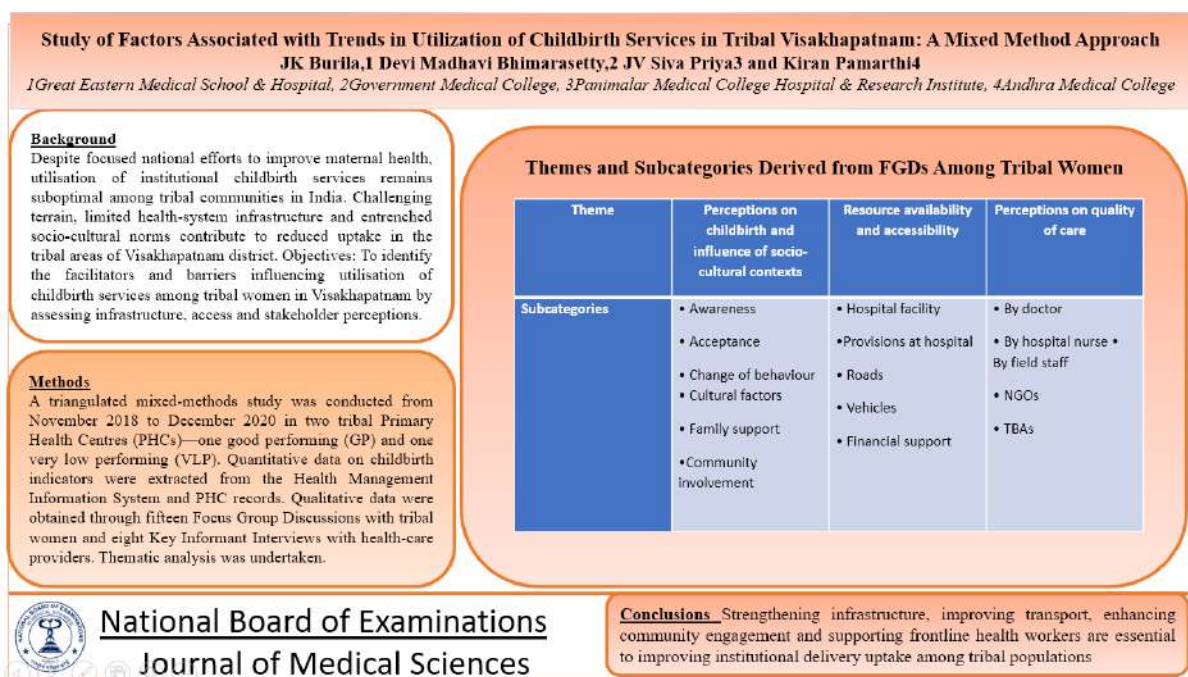 Study of Factors Associated with Trends in Utilization of Childbirth Services in Tribal Visakhapatnam: A Mixed Method Approach
JK Burila,1 Devi Madhavi Bhimarasetty,2 JV Siva Priya3 and Kiran Pamarthi4
1Great Eastern Medical School & Hospital, 2Government Medical College, 3Panimalar Medical College Hospital & Research Institute, 4Andhra Medical College
Background
Despite focused national efforts to improve maternal health,
utilisation of institutional childbirth services remains
suboptimal among tribal communities in India. Challenging
terrain, limited health-system infrastructure and entrenched
socio-cultural norms contribute to reduced uptake in the
tribal areas of Visakhapatnam district. Objectives: To identify
the facilitators and barriers influencing utilisation of
childbirth services among tribal women in Visakhapatnam by
assessing infrastructure, access and stakeholder perceptions.
Methods
A triangulated mixed-methods study was conducted from
November 2018 to December 2020 in two tribal Primary
Health Centres (PHCs)—one good performing (GP) and one
very low performing (VLP). Quantitative data on childbirth
indicators were extracted from the Health Management
Information System and PHC records. Qualitative data were
obtained through fifteen Focus Group Discussions with tribal
women and eight Key Informant Interviews with health-care
providers. Thematic analysis was undertaken.
Themes and Subcategories Derived from FGDs Among Tribal Women
Theme
Perceptions on
childbirth and
influence of socio-
cultural contexts
Resource availability
and accessibility
Perceptions on quality
of care
Subcategories
• Awareness
• Acceptance
• Change of behaviour
• Cultural factors
• Family support
•Community
involvement
• Hospital facility
•Provisions at hospital
• Roads
• Vehicles
• Financial support
• By doctor
• By hospital nurse •
By field staff
• NGOs
• TBAs
National Board of Examinations
Journal of Medical Sciences
Conclusions Strengthening infrastructure, improving transport, enhancing
community engagement and supporting frontline health workers are essential
to improving institutional delivery uptake among tribal populations